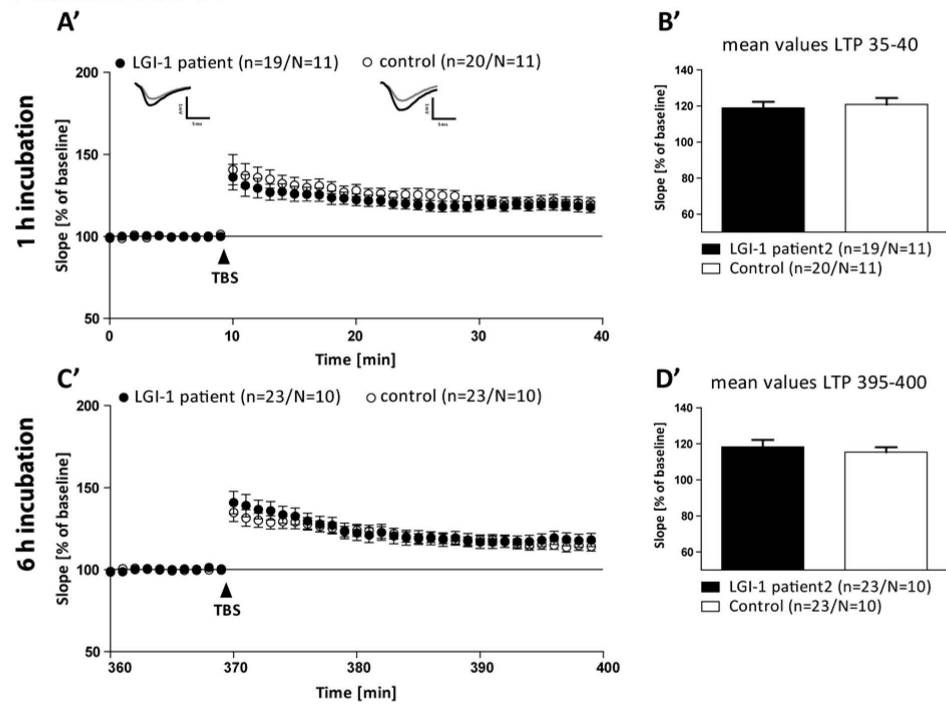 A'
LGI-1 patient (n=19/N=11) control (n=20/N=11)
1 h incubation
Slope [% of baseline]
200
150
100
50
TBS
0 10 20 30 40
Time [min]
B'
mean values LTP 35-40
Slope [% of baseline]
140
120
100
80
60
LGI-1 patient2 (n=19/N=11)
Control (n=20/N=11)
C'
LGI-1 patient (n=23/N=10) control (n=23/N=10)
6 h incubation
Slope [% of baseline]
200
150
100
50
TBS
360 370 380 390 400
Time [min]
D'
mean values LTP 395-400
Slope [% of baseline]
140
120
100
80
60
LGI-1 patient2 (n=23/N=10)
Control (n=23/N=10)